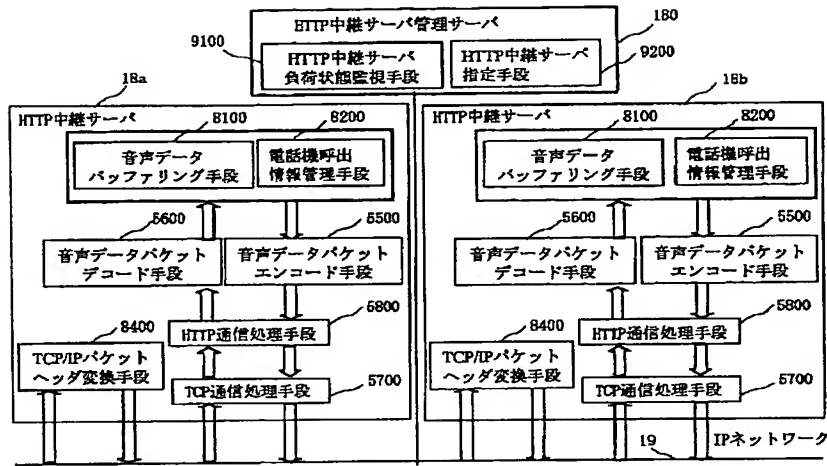 HTTP中継サーバ管理サーバ
180
9100
HTTP中継サーバ
負荷状態監視手段
HTTP中継サーバ
指定手段
9200
18a
HTTP中継サーバ
8100
8200
音声データ
バッファリング手段
電話機呼出
情報管理手段
5600
5500
音声データパケット
デコード手段
音声データパケット
エンコード手段
5800
HTTP通信処理手段
8400
TCP/IPパケット
ヘッダ変換手段
5700
TCP通信処理手段
18b
HTTP中継サーバ
8100
8200
音声データ
バッファリング手段
電話機呼出
情報管理手段
5600
5500
音声データパケット
デコード手段
音声データパケット
エンコード手段
5800
HTTP通信処理手段
8400
TCP/IPパケット
ヘッダ変換手段
5700
TCP通信処理手段
19
IPネットワーク